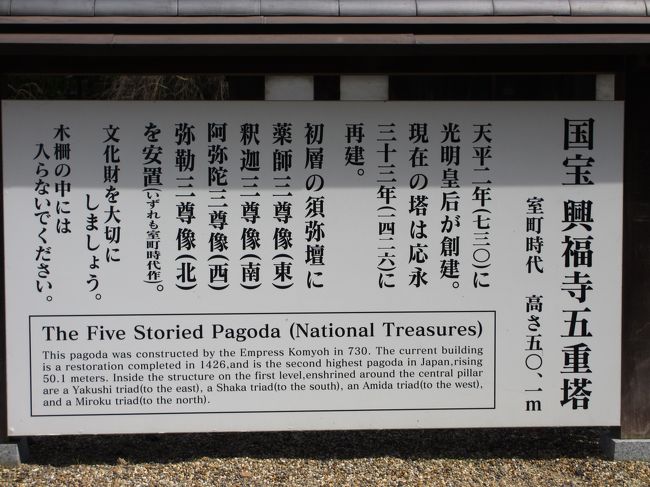 国宝 興福寺五重塔
室町時代 高さ五〇、一m
天平二年(七三〇)に
光明皇后が創建。
現在の塔は応永
三十三年(一四二六)に
再建。
初層の須弥壇に
薬師三尊像(東)
釈迦三尊像(南)
阿弥陀三尊像(西)
弥勒三尊像(北)
を安置(いずれも室町時代作)。
文化財を大切に
しましょう。
木柵の中には
入らないでください。
The Five Storied Pagoda (National Treasures)
This pagoda was constructed by the Empress Komyoh in 730. The current building
is a restoration completed in 1426,and is the second highest pagoda in Japan,rising
50.1 meters. Inside the structure on the first level,enshrined around the central pillar
are a Yakushi triad(to the east), a Shaka triad(to the south), an Amida triad(to the west),
and a Miroku triad(to the north).